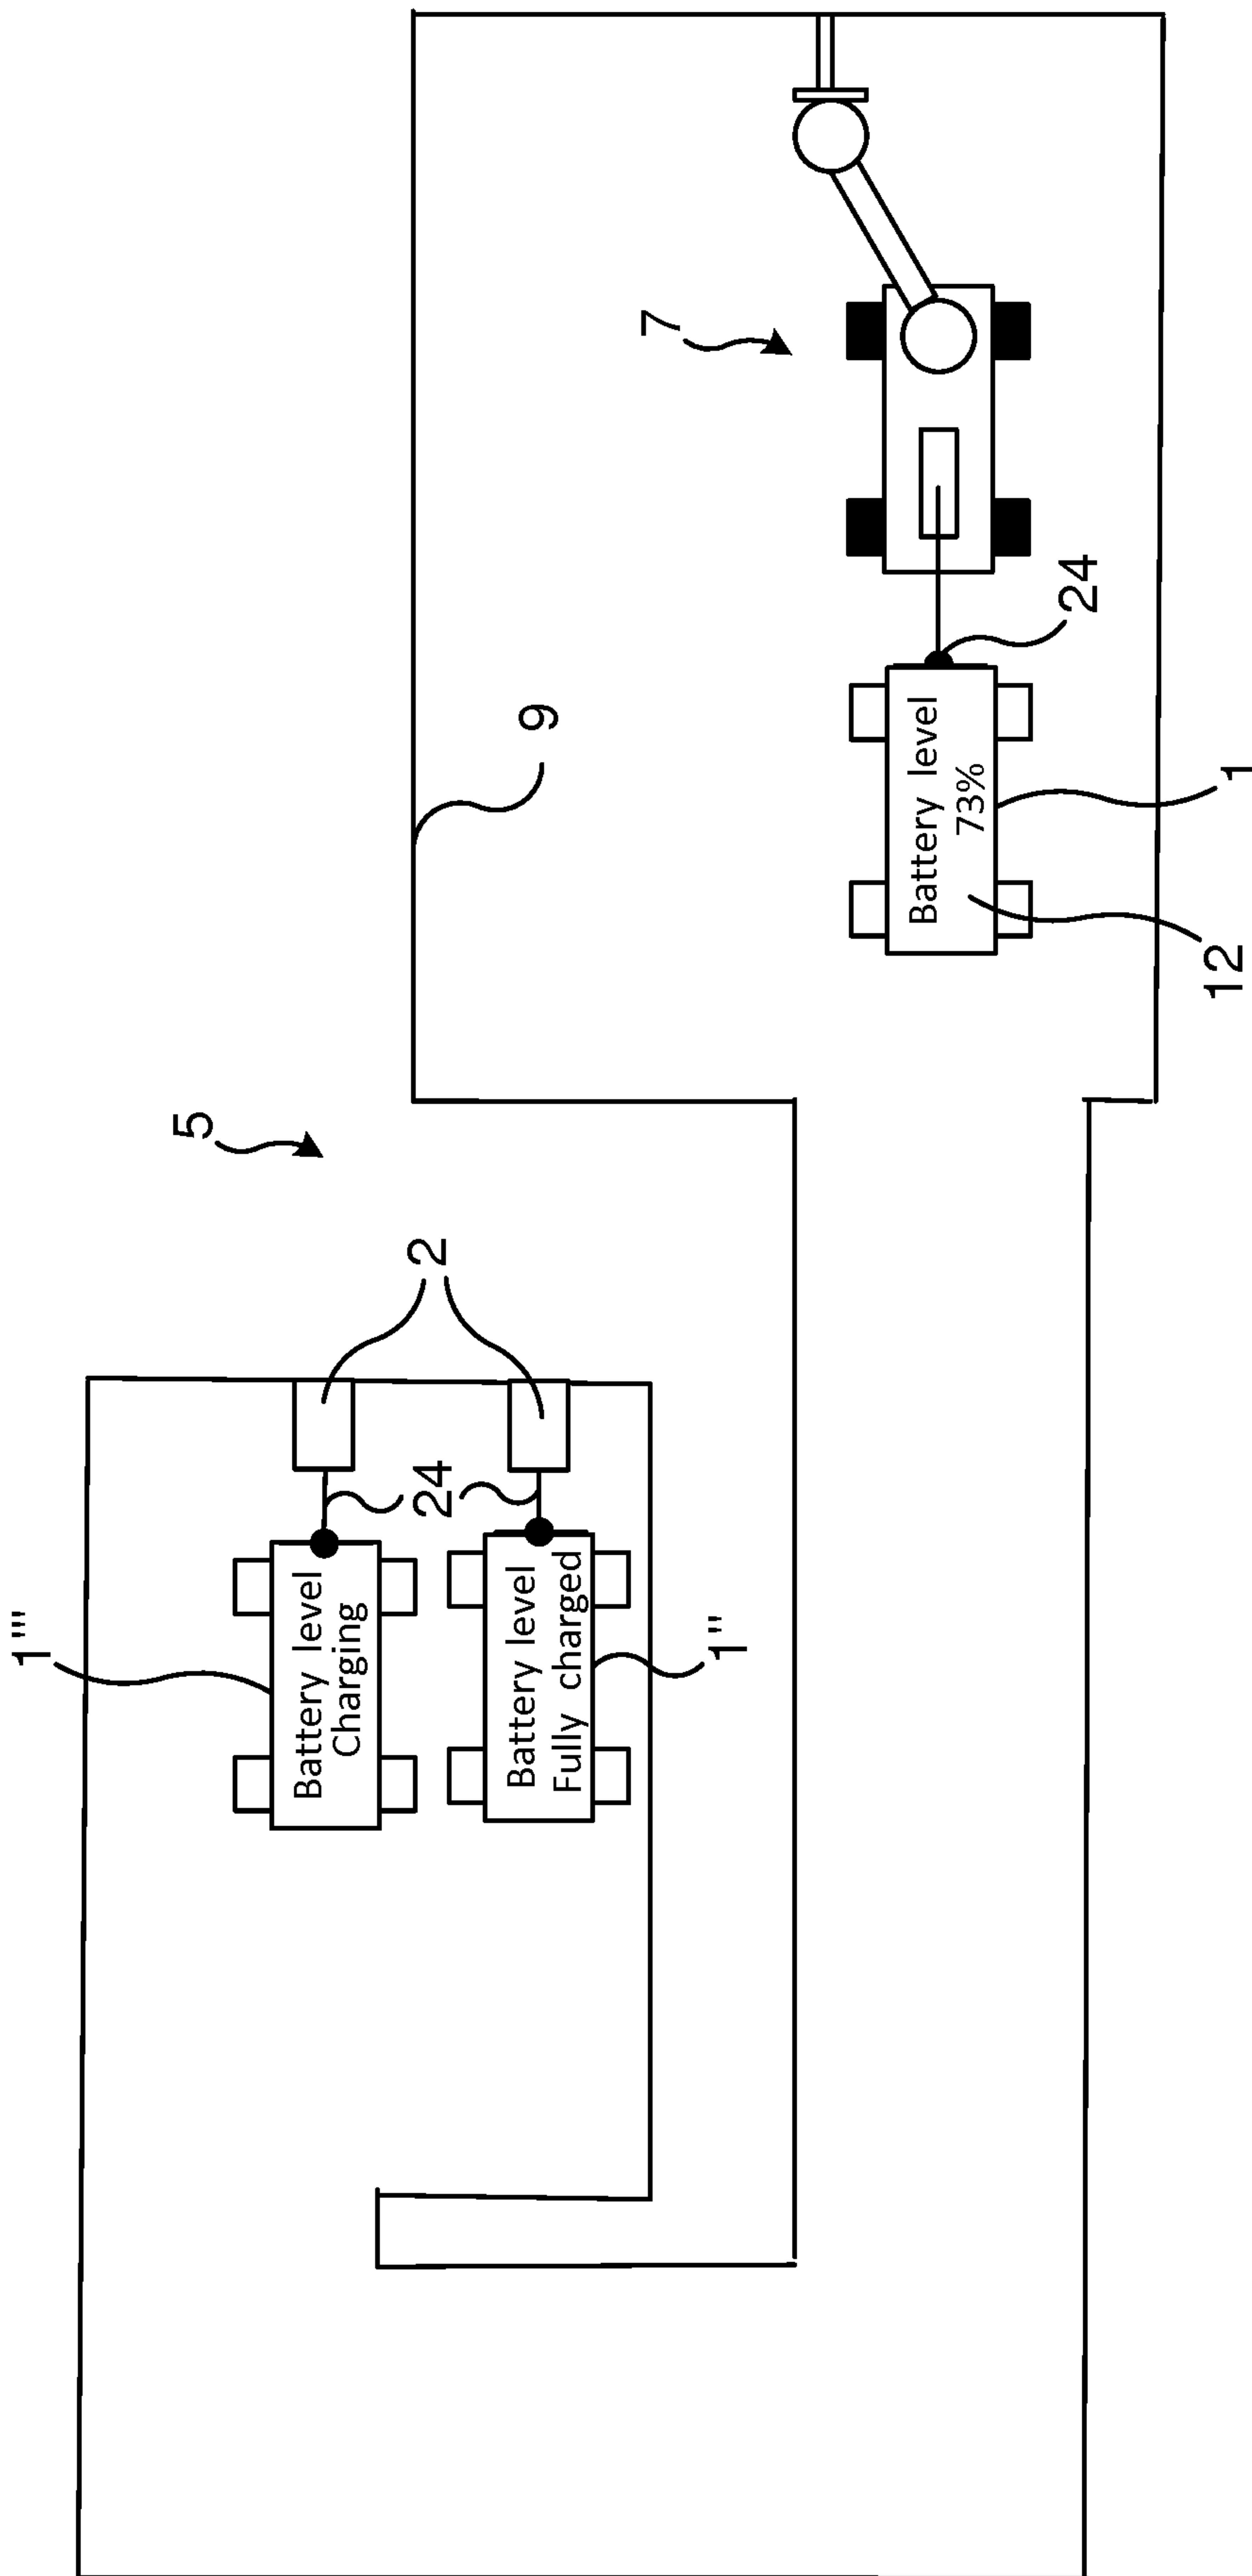 1'''
5
Battery level
Charging
24
2
Battery level
Fully charged
9
7
1''
Battery level
73%
24
12
1